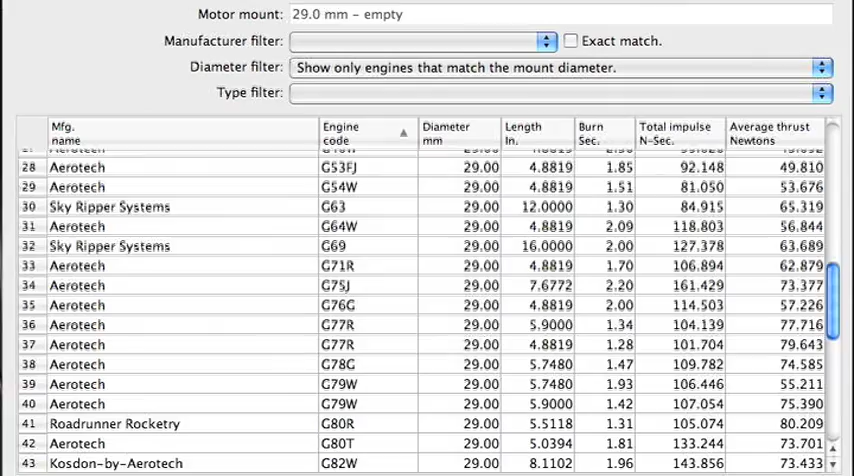 Motor mount: 29.0 mm - empty
Manufacturer filter: Exact match.
Diameter filter: Show only engines that match the mount diameter.
Type filter:
Mfg. name Engine code Diameter mm Length In. Burn Sec. Total impulse N-Sec. Average thrust Newtons
28 Aerotech G53FJ 29.00 4.8819 1.85 92.148 49.810
29 Aerotech G54W 29.00 4.8819 1.51 81.050 53.676
30 Sky Ripper Systems G63 29.00 12.0000 1.30 84.915 65.319
31 Aerotech G64W 29.00 4.8819 2.09 118.803 56.844
32 Sky Ripper Systems G69 29.00 16.0000 2.00 127.378 63.689
33 Aerotech G71R 29.00 4.8819 1.70 106.894 62.879
34 Aerotech G75J 29.00 7.6772 2.20 161.429 73.377
35 Aerotech G76G 29.00 4.8819 2.00 114.503 57.226
36 Aerotech G77R 29.00 5.9000 1.34 104.139 77.716
37 Aerotech G77R 29.00 4.8819 1.28 101.704 79.643
38 Aerotech G78G 29.00 5.7480 1.47 109.782 74.585
39 Aerotech G79W 29.00 5.7480 1.93 106.446 55.211
40 Aerotech G79W 29.00 5.9000 1.42 107.054 75.390
41 Roadrunner Rocketry G80R 29.00 5.5118 1.31 105.074 80.209
42 Aerotech G80T 29.00 5.0394 1.81 133.244 73.701
43 Kosdon-by-Aerotech G82W 29.00 8.1102 1.96 143.856 73.433